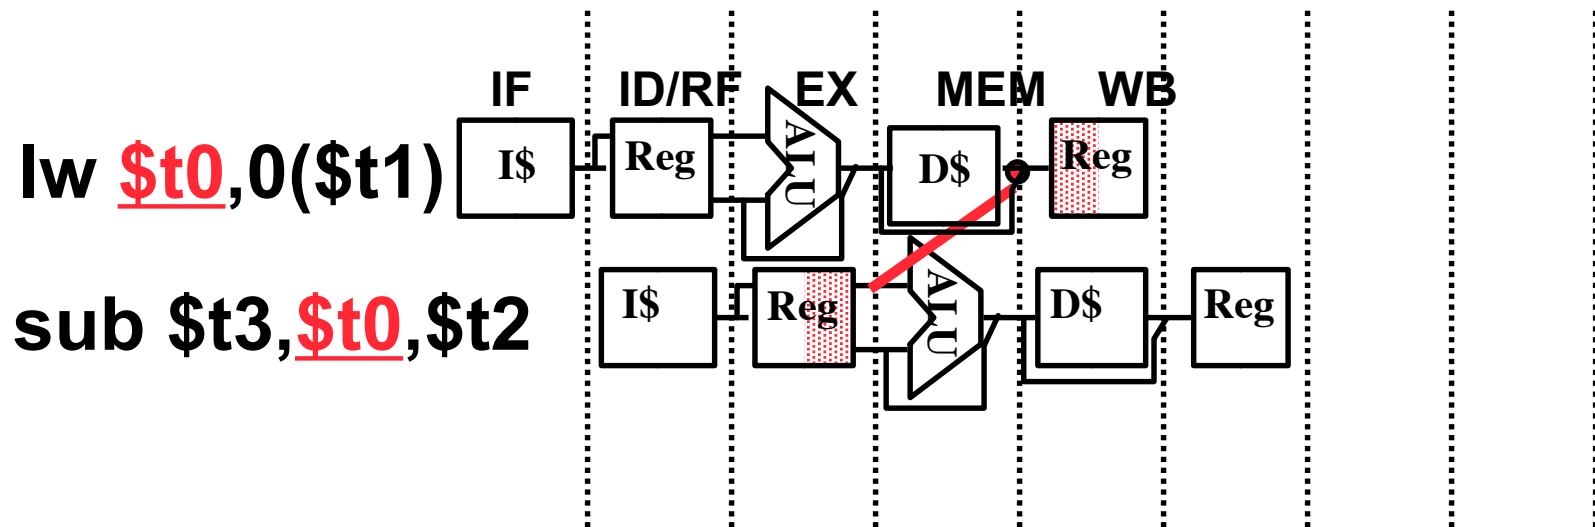 IF ID/RF EX MEM WB
lw $t0,0($t1) I$ Reg ALU D$ Reg
sub $t3,$t0,$t2 I$ Reg ALU D$ Reg